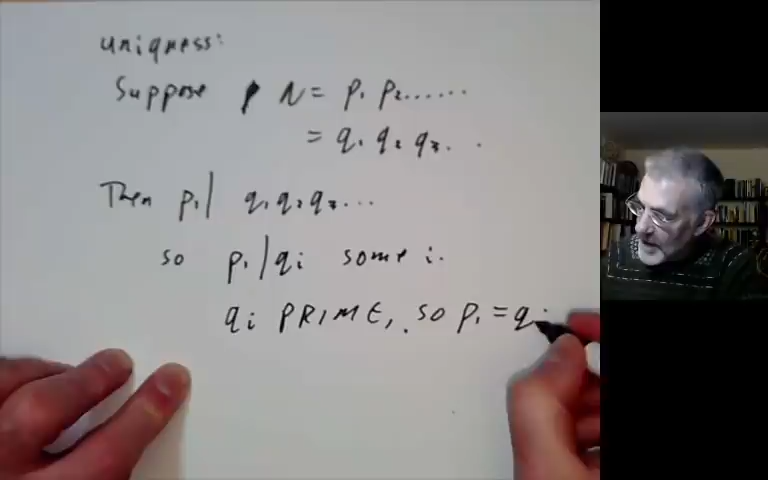 uniqness:
Suppose N = p₁ p₂......
= q₁ q₂ q₃. .
Then p₁ | q₁ q₂ q₃...
so p₁ | qi some i.
qi PRIME, so p₁ = qi